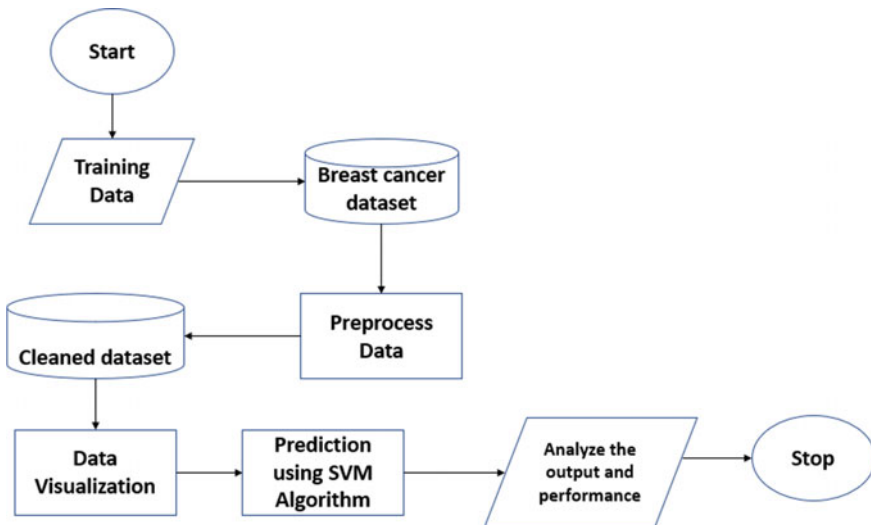 Start
Training
Data
Breast cancer
dataset
Preprocess
Data
Cleaned dataset
Data
Visualization
Prediction
using SVM
Algorithm
Analyze the
output and
performance
Stop